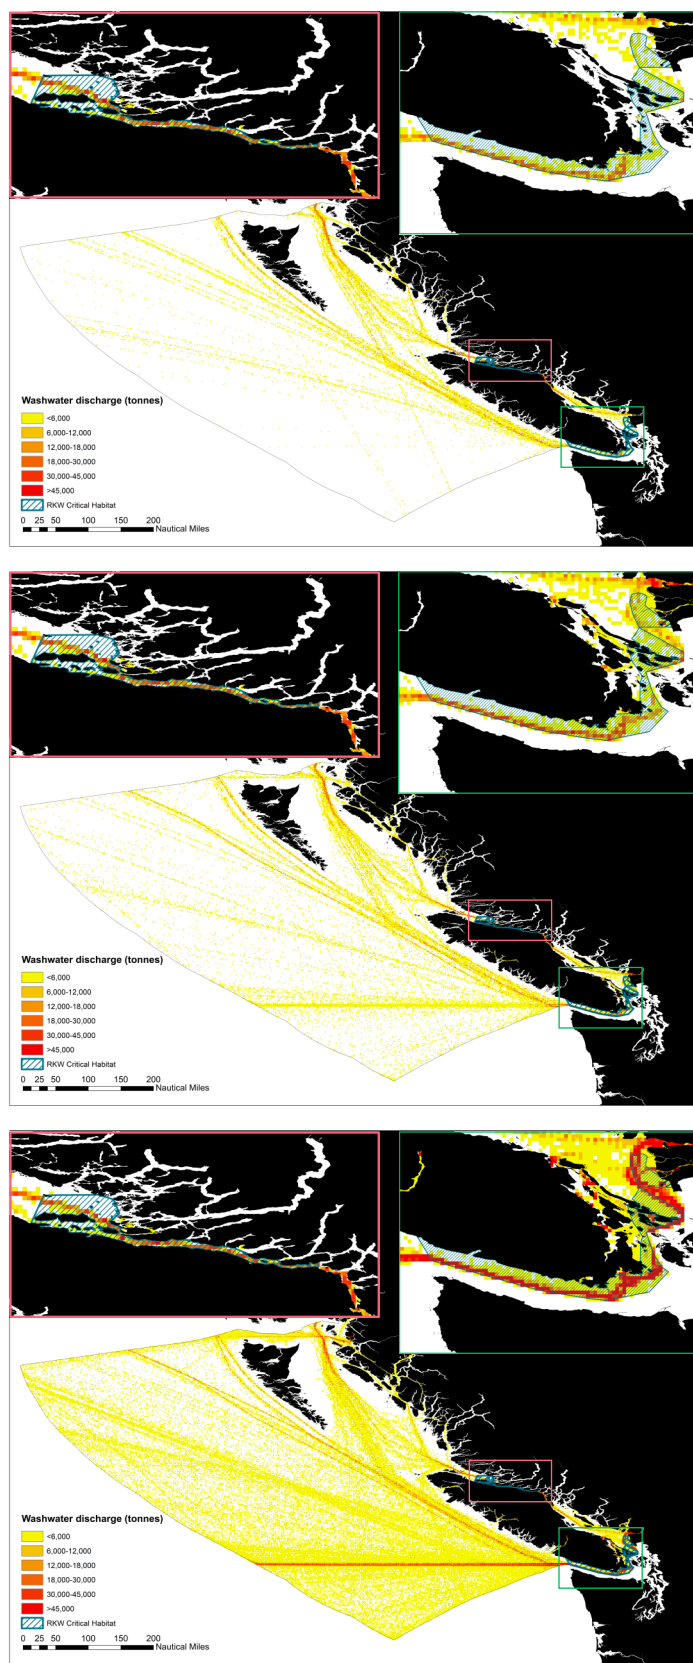 Washwater discharge (tonnes)
<6,000
6,000-12,000
12,000-18,000
18,000-30,000
30,000-45,000
>45,000
RKW Critical Habitat
0 25 50 100 150 200
Nautical Miles
Washwater discharge (tonnes)
<6,000
6,000-12,000
12,000-18,000
18,000-30,000
30,000-45,000
>45,000
RKW Critical Habitat
0 25 50 100 150 200
Nautical Miles
Washwater discharge (tonnes)
<6,000
6,000-12,000
12,000-18,000
18,000-30,000
30,000-45,000
>45,000
RKW Critical Habitat
0 25 50 100 150 200
Nautical Miles